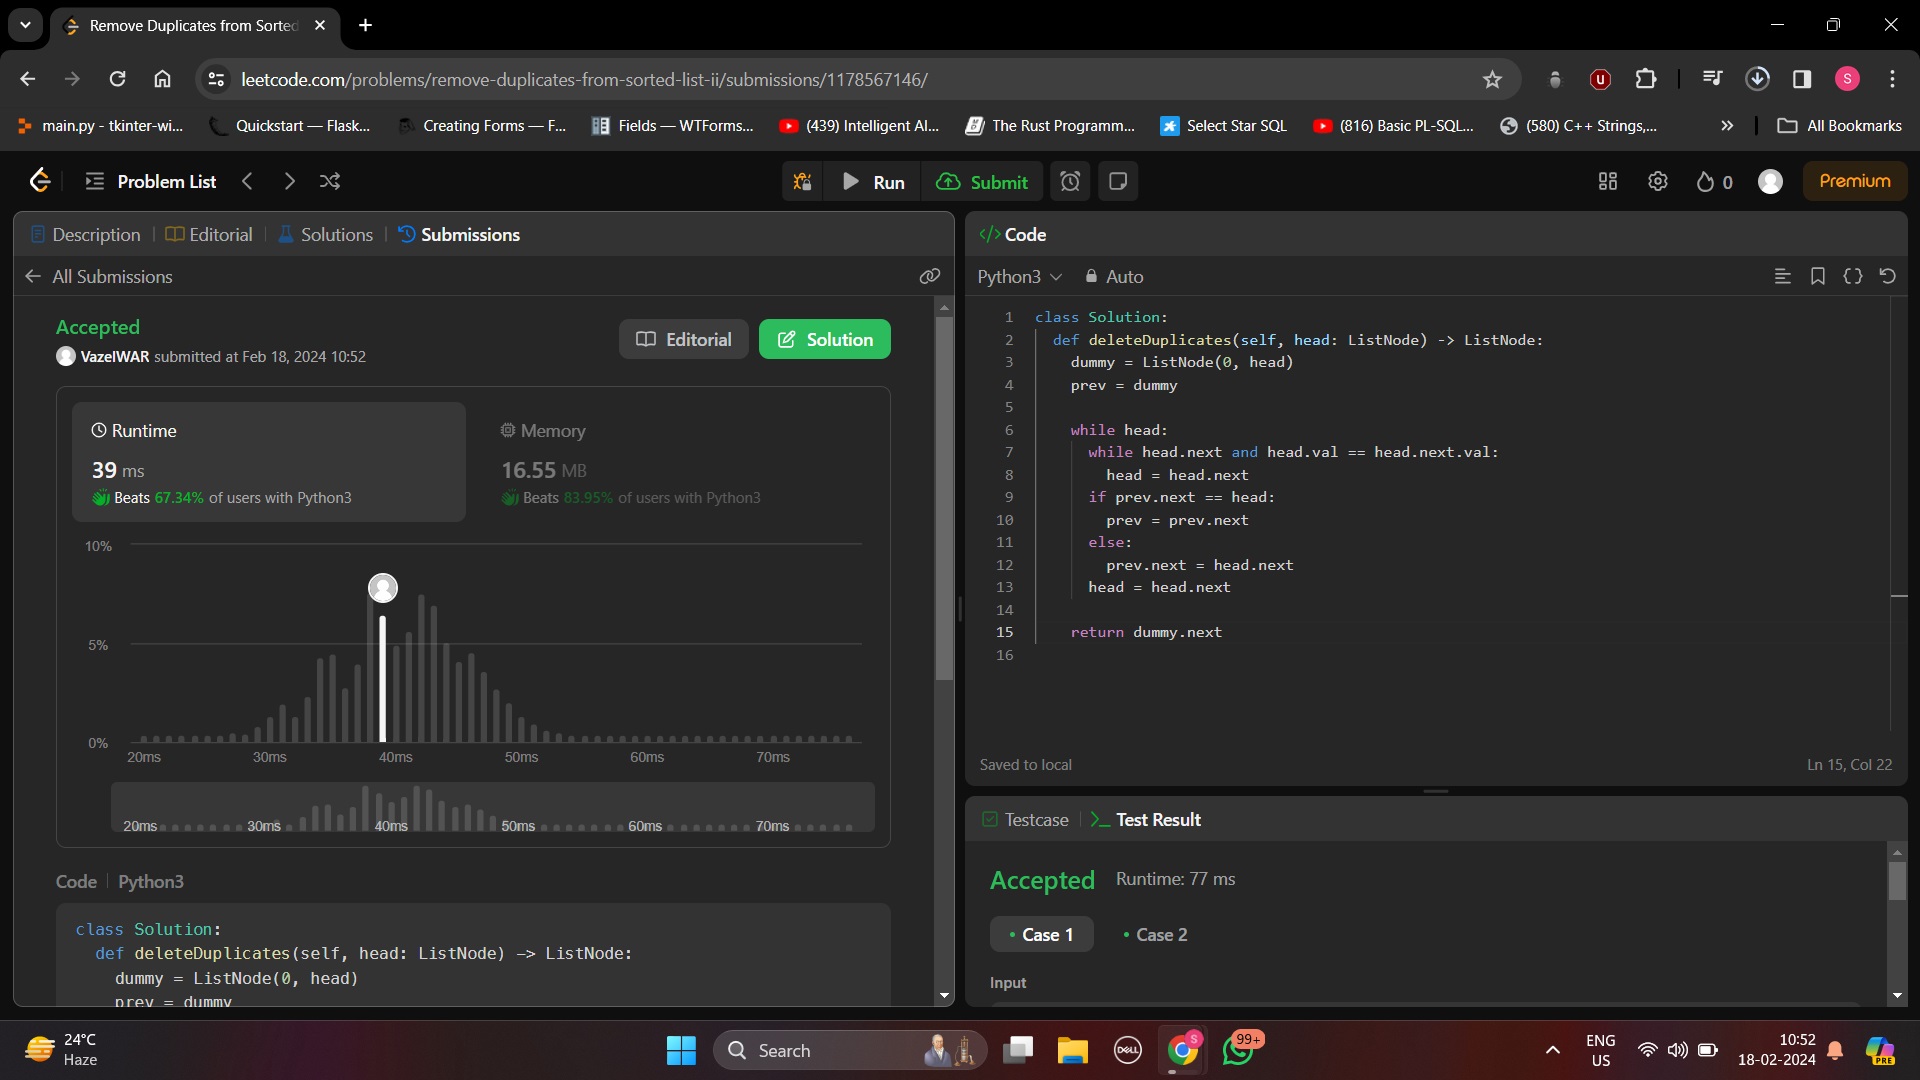 Remove Duplicates from Sorted
leetcode.com/problems/remove-duplicates-from-sorted-list-ii/submissions/1178567146/
S
main.py - tkinter-wi...
Quickstart — Flask...
Creating Forms — F...
Fields — WTForms...
(439) Intelligent AI...
The Rust Programm...
Select Star SQL
(816) Basic PL-SQL...
(580) C++ Strings,...
»
All Bookmarks
Problem List
Run
Submit
0
Premium
Description
Editorial
Solutions
Submissions
All Submissions
Accepted
VazelWAR submitted at Feb 18, 2024 10:52
Editorial
Solution
Runtime
39 ms
Beats 67.34% of users with Python3
Memory
16.55 MB
Beats 83.95% of users with Python3
10%
5%
0%
20ms 30ms 40ms 50ms 60ms 70ms
20ms 30ms 40ms 50ms 60ms 70ms
Code | Python3
class Solution:
def deleteDuplicates(self, head: ListNode) -> ListNode:
dummy = ListNode(0, head)
prev = dummy
</> Code
Python3
Auto
1 class Solution:
2 def deleteDuplicates(self, head: ListNode) -> ListNode:
3 dummy = ListNode(0, head)
4 prev = dummy
5
6 while head:
7 while head.next and head.val == head.next.val:
8 head = head.next
9 if prev.next == head:
10 prev = prev.next
11 else:
12 prev.next = head.next
13 head = head.next
14
15 return dummy.next
16
Saved to local
Ln 15, Col 22
Testcase
Test Result
Accepted Runtime: 77 ms
Case 1
Case 2
Input
24°C
Haze
Search
DELL
S
99+
ENG
US
10:52
18-02-2024
PRE